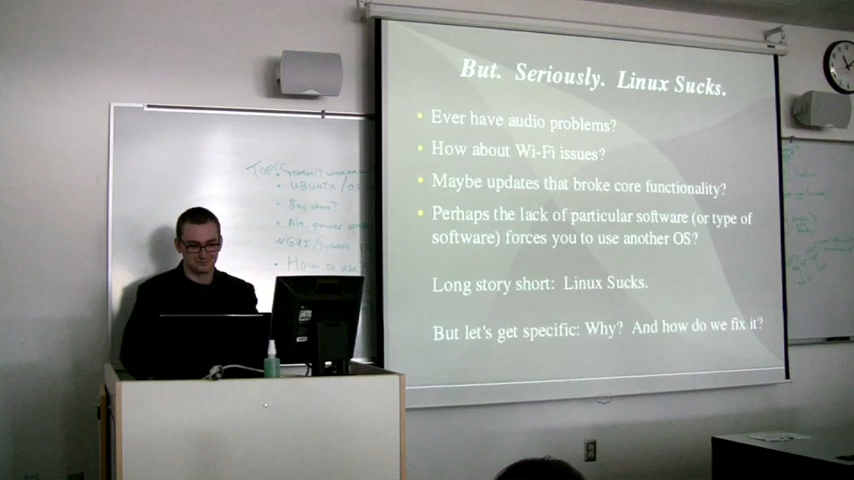 But. Seriously. Linux Sucks.
• Ever have audio problems?
• How about Wi-Fi issues?
• Maybe updates that broke core functionality?
• Perhaps the lack of particular software (or type of
software) forces you to use another OS?
Long story short: Linux Sucks.
But let's get specific: Why? And how do we fix it?
TOPICS
• UBUNTU / OS
• HOW TO USE